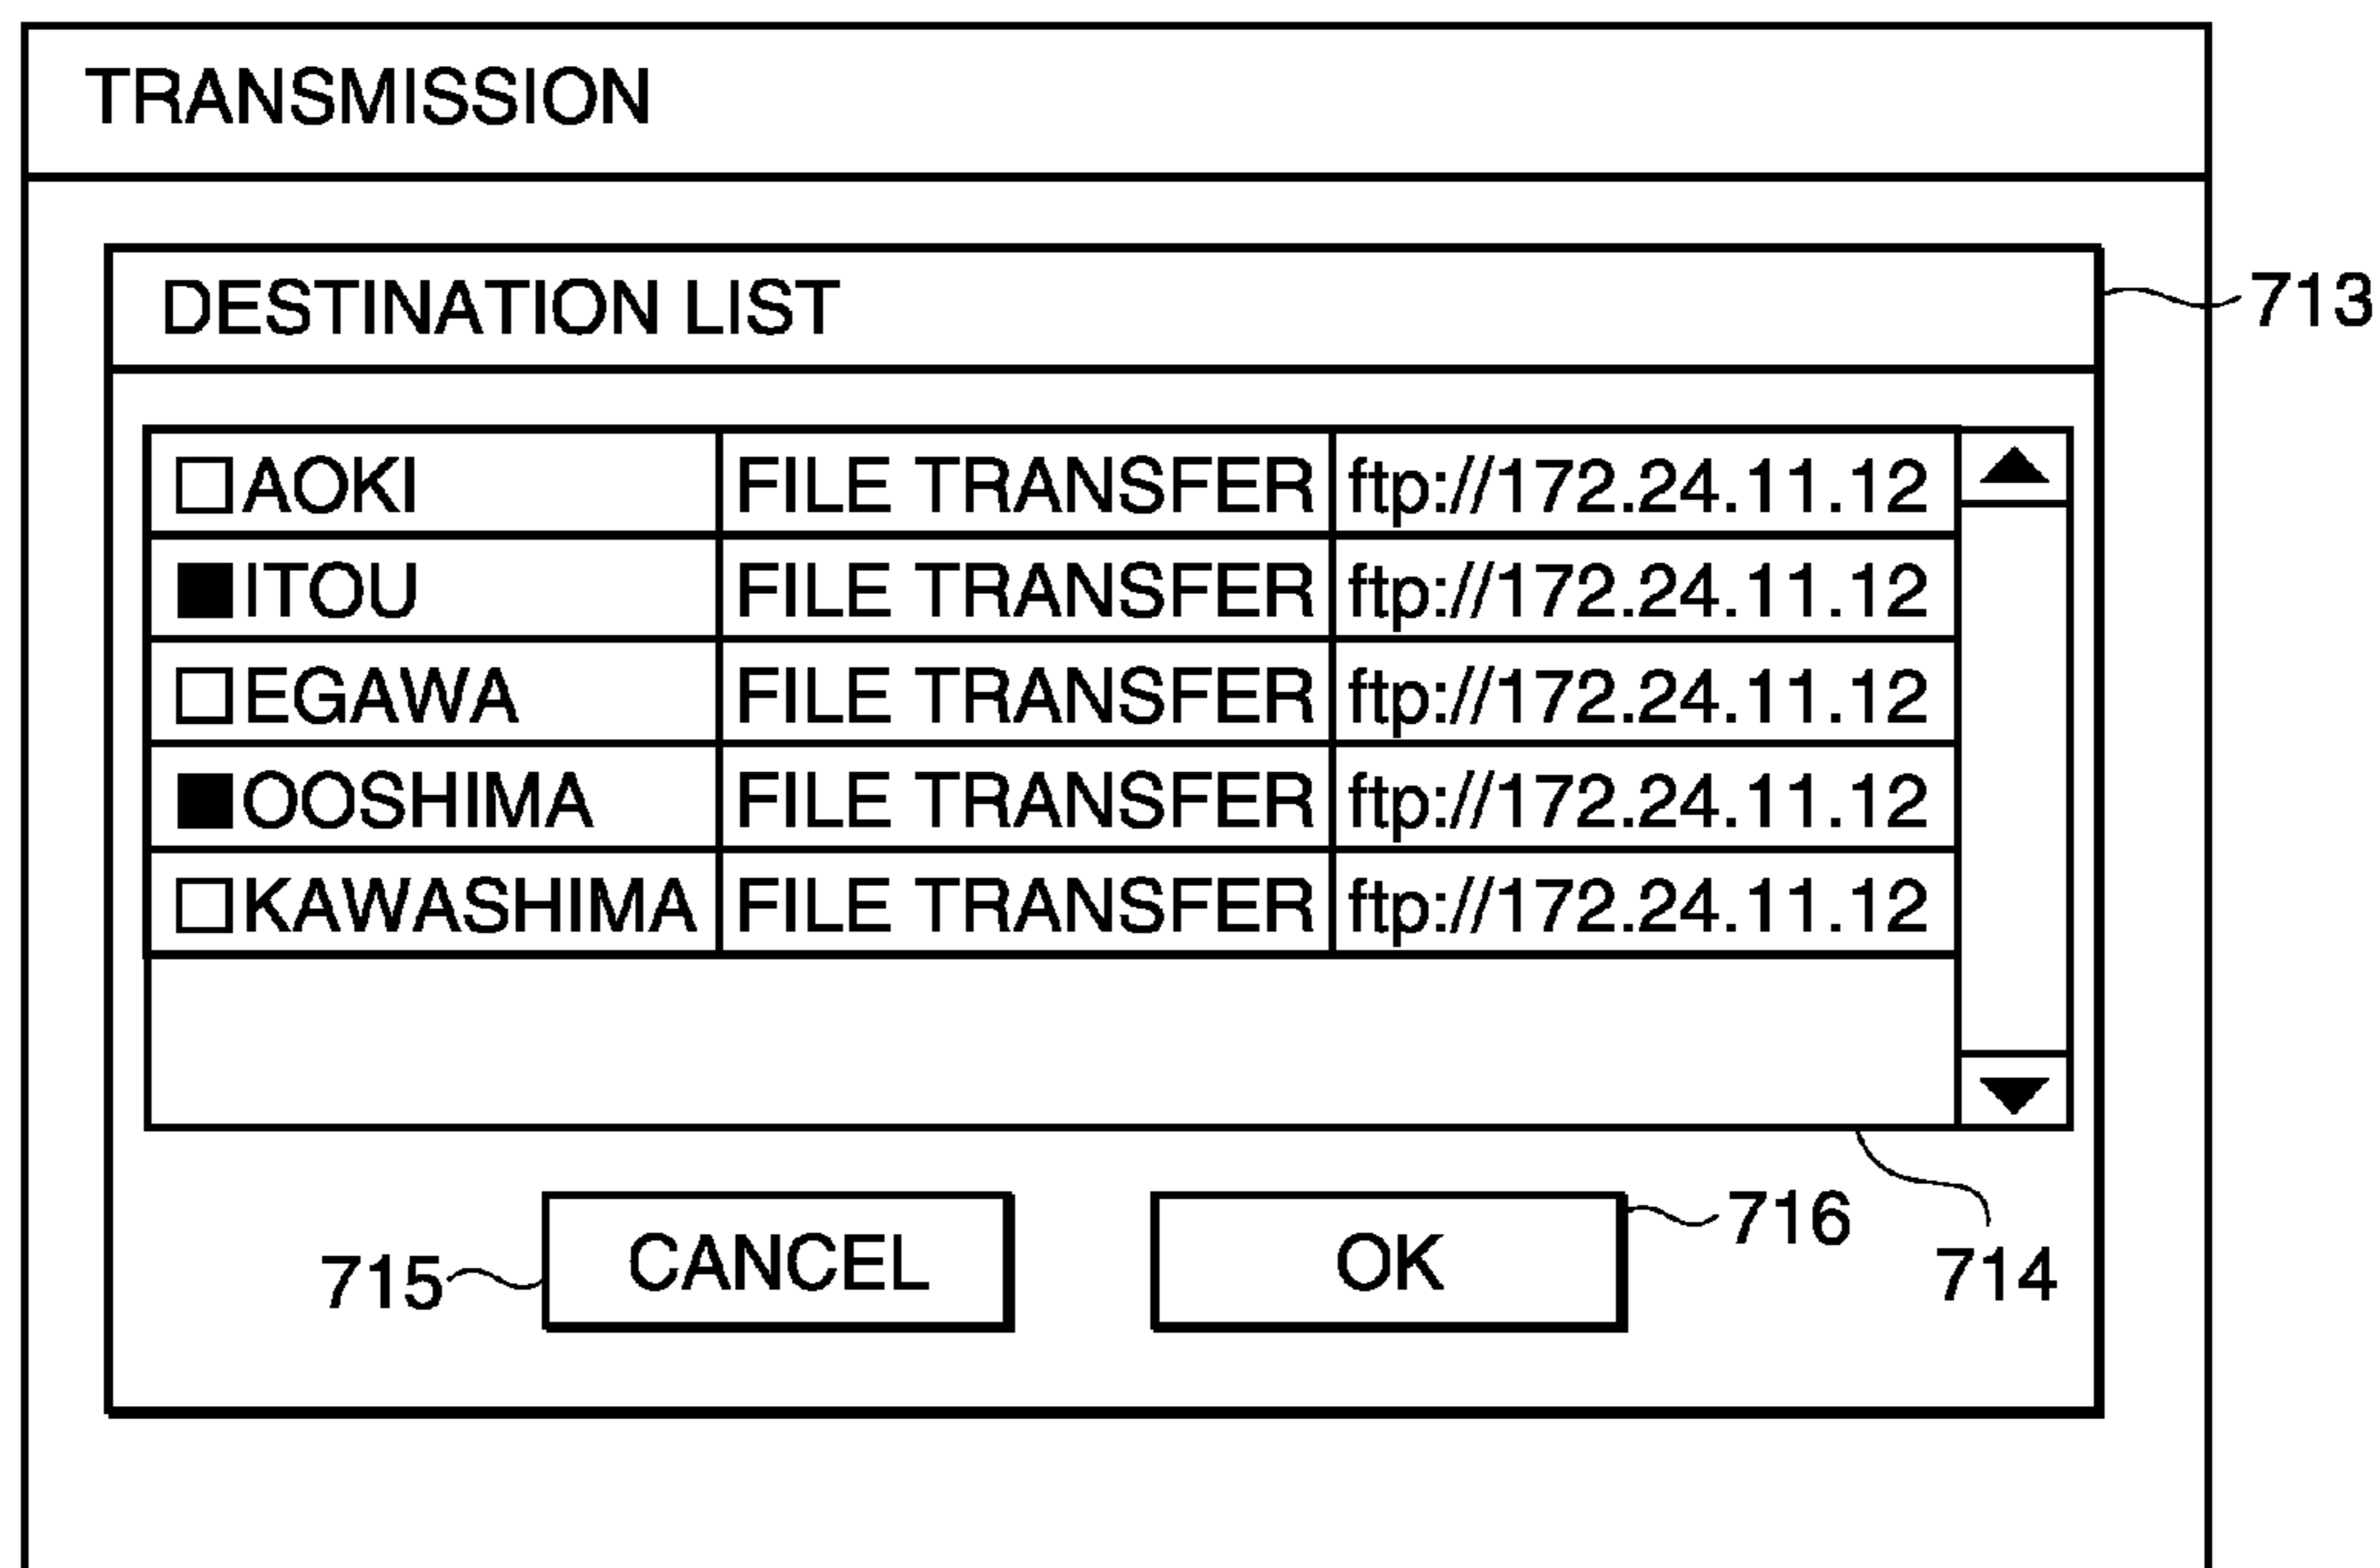 TRANSMISSION
DESTINATION LIST
713
AOKI FILE TRANSFER ftp://172.24.11.12
ITOU FILE TRANSFER ftp://172.24.11.12
EGAWA FILE TRANSFER ftp://172.24.11.12
OOSHIMA FILE TRANSFER ftp://172.24.11.12
KAWASHIMA FILE TRANSFER ftp://172.24.11.12
715 CANCEL OK 716
714